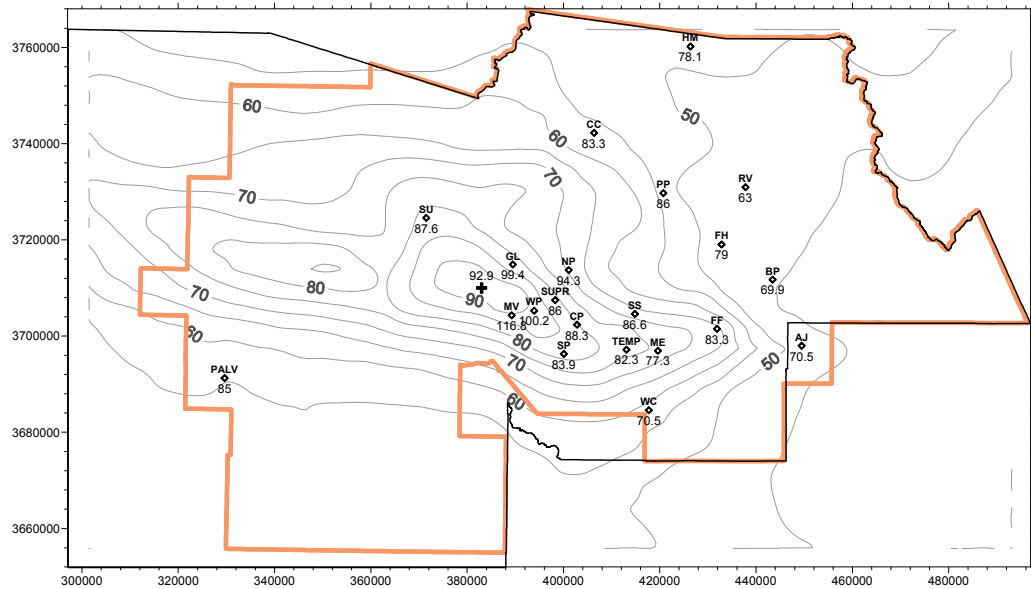 3760000
HM
78.1
60
50
CC
83.3
60
3740000
70
PP
86
RV
63
70
SU
87.6
3720000
FH
79
GL
99.4
NP
94.3
92.9
80
BP
69.9
70
90
SUPR
86
WP
100.2
MV
116.8
CP
88.3
SS
86.6
FF
83.3
3700000
60
80
SP
83.9
TEMP
82.3
ME
77.3
AJ
70.5
50
70
PALV
85
60
WC
70.5
3680000
3660000
300000 320000 340000 360000 380000 400000 420000 440000 460000 480000